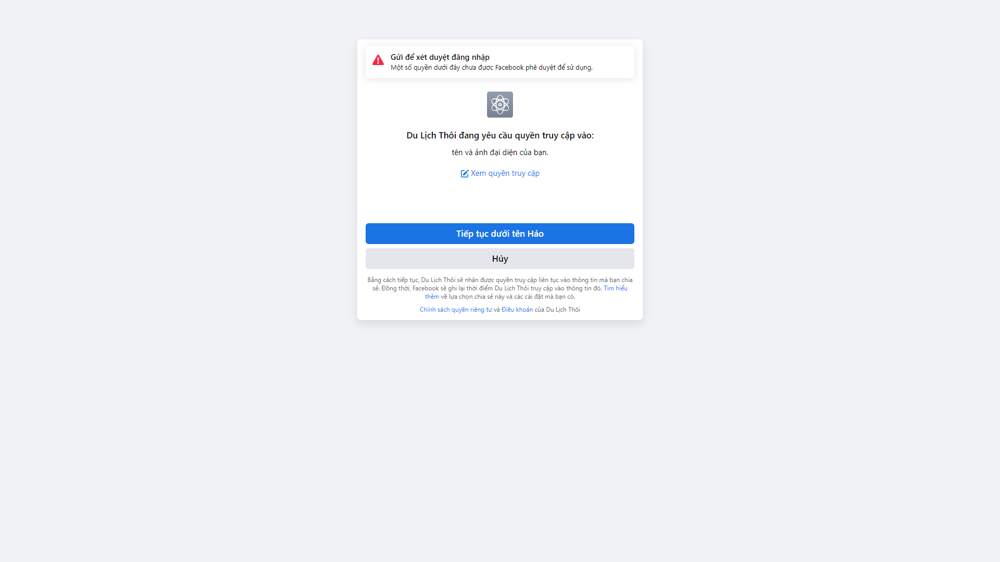 Gửi để xét duyệt đăng nhập
Một số quyền dưới đây chưa được Facebook phê duyệt để sử dụng.
Du Lịch Thôi đang yêu cầu quyền truy cập vào:
tên và ảnh đại diện của bạn.
Xem quyền truy cập
Tiếp tục dưới tên Hảo
Hủy
Bằng cách tiếp tục, Du Lịch Thôi sẽ nhận được quyền truy cập liên tục vào thông tin mà bạn chia
sẻ. Đồng thời, Facebook sẽ ghi lại thời điểm Du Lịch Thôi truy cập vào thông tin đó. Tìm hiểu
thêm về lựa chọn chia sẻ này và các cài đặt mà bạn có.
Chính sách quyền riêng tư và Điều khoản của Du Lịch Thôi